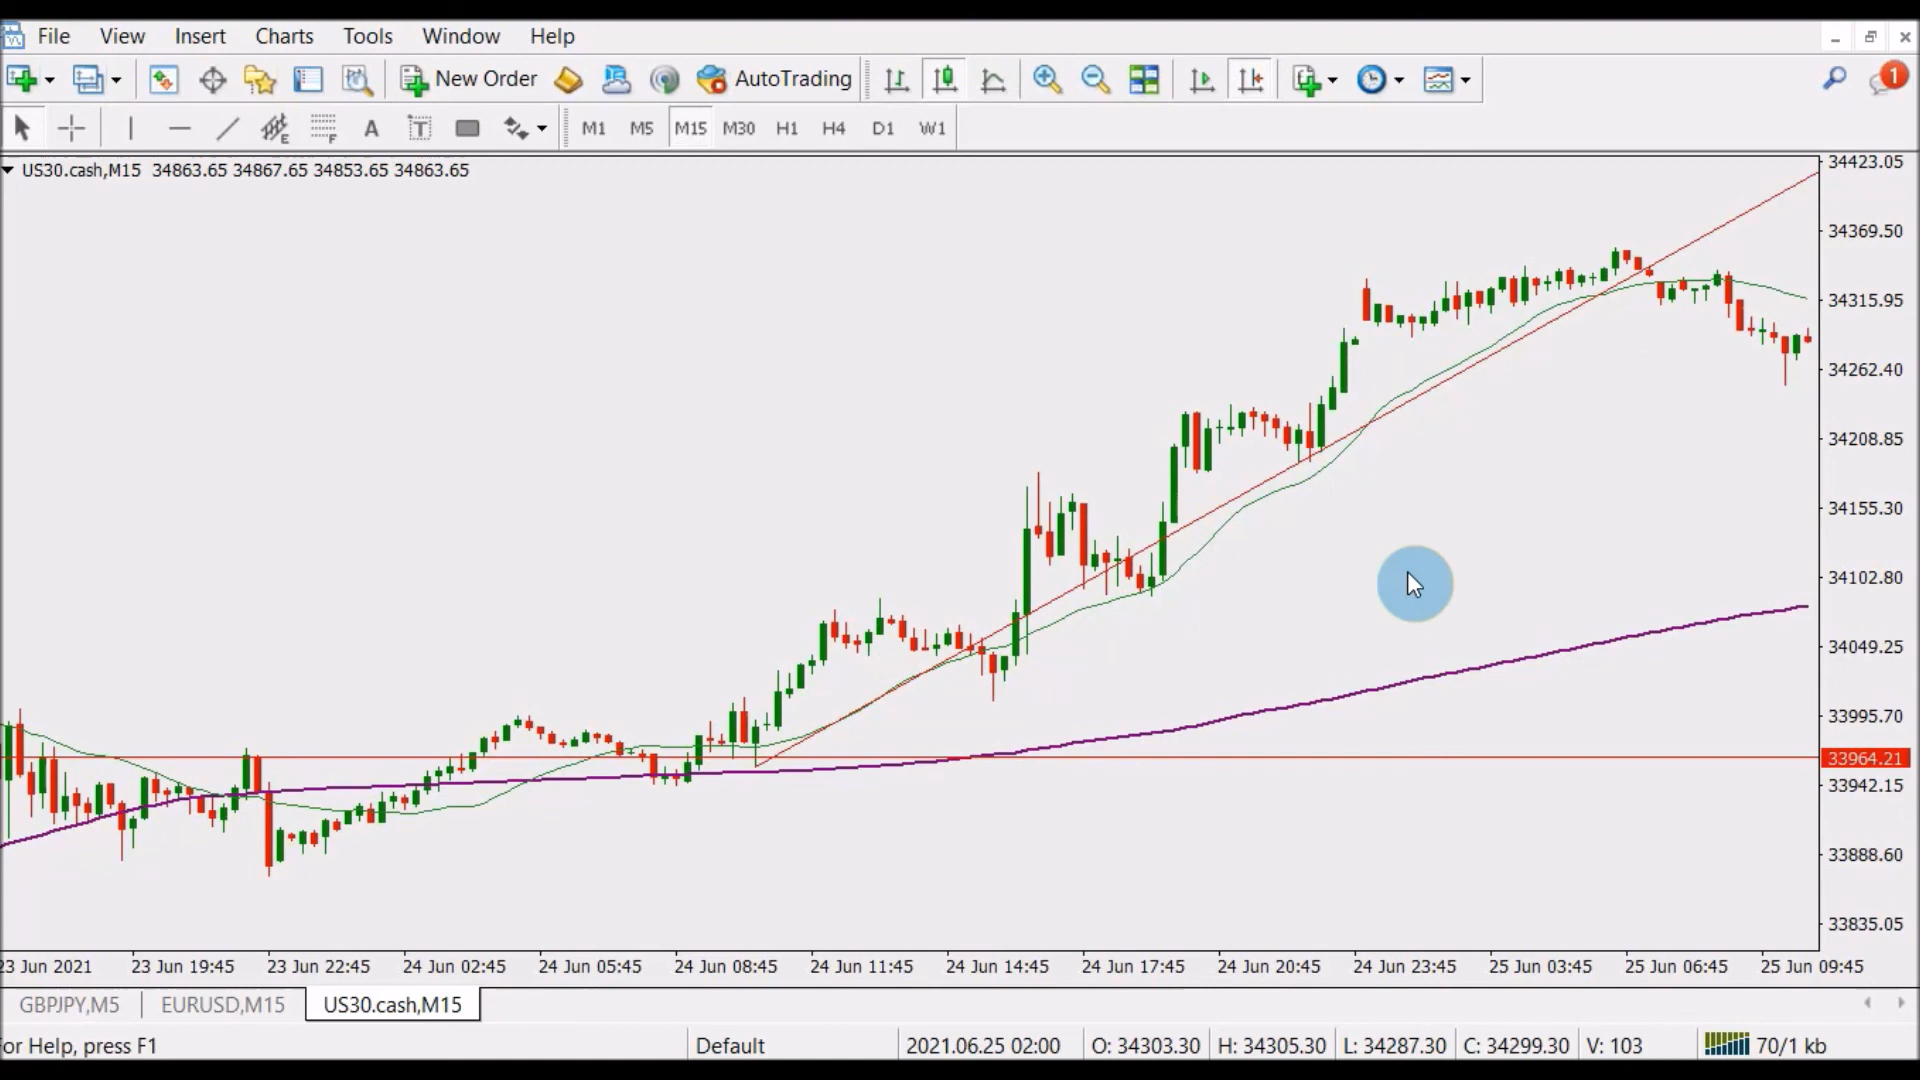 File View Insert Charts Tools Window Help
New Order AutoTrading 1
E F A T M1 M5 M15 M30 H1 H4 D1 W1
US30.cash,M15 34863.65 34867.65 34853.65 34863.65
34423.05
34369.50
34315.95
34262.40
34208.85
34155.30
34102.80
34049.25
33995.70
33964.21
33942.15
33888.60
33835.05
23 Jun 2021 23 Jun 19:45 23 Jun 22:45 24 Jun 02:45 24 Jun 05:45 24 Jun 08:45 24 Jun 11:45 24 Jun 14:45 24 Jun 17:45 24 Jun 20:45 24 Jun 23:45 25 Jun 03:45 25 Jun 06:45 25 Jun 09:45
GBPJPY,M5 EURUSD,M15 US30.cash,M15
or Help, press F1 Default 2021.06.25 02:00 O: 34303.30 H: 34305.30 L: 34287.30 C: 34299.30 V: 103 70/1 kb